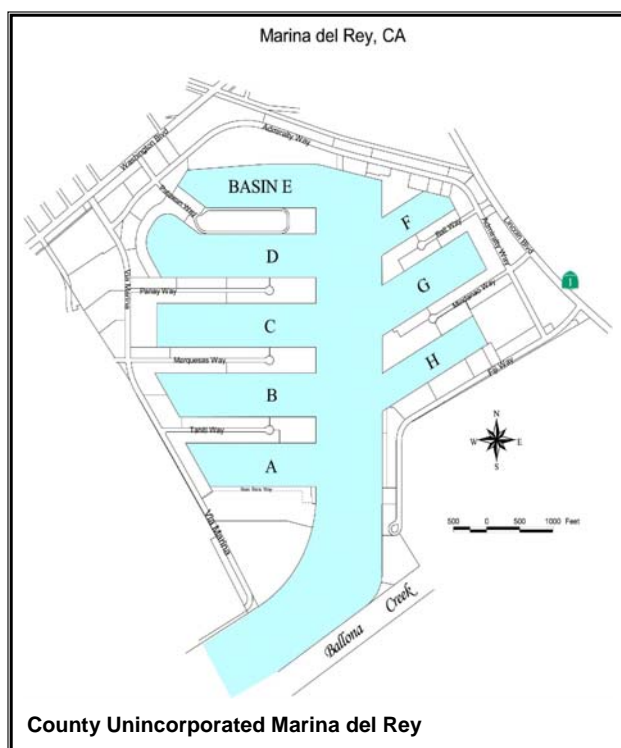 Marina del Rey, CA
Washington Blvd
Admiralty Way
BASIN E
Palawan Way
F
Bali Way
Admiralty Way
Lincoln Blvd
D
Via Marina
Panay Way
G
Mindanao Way
1
C
Marquesas Way
H
Fiji Way
B
N
W E
S
Tahiti Way
A
Via Marina
500 0 500 1000 Feet
Ballona Creek
County Unincorporated Marina del Rey